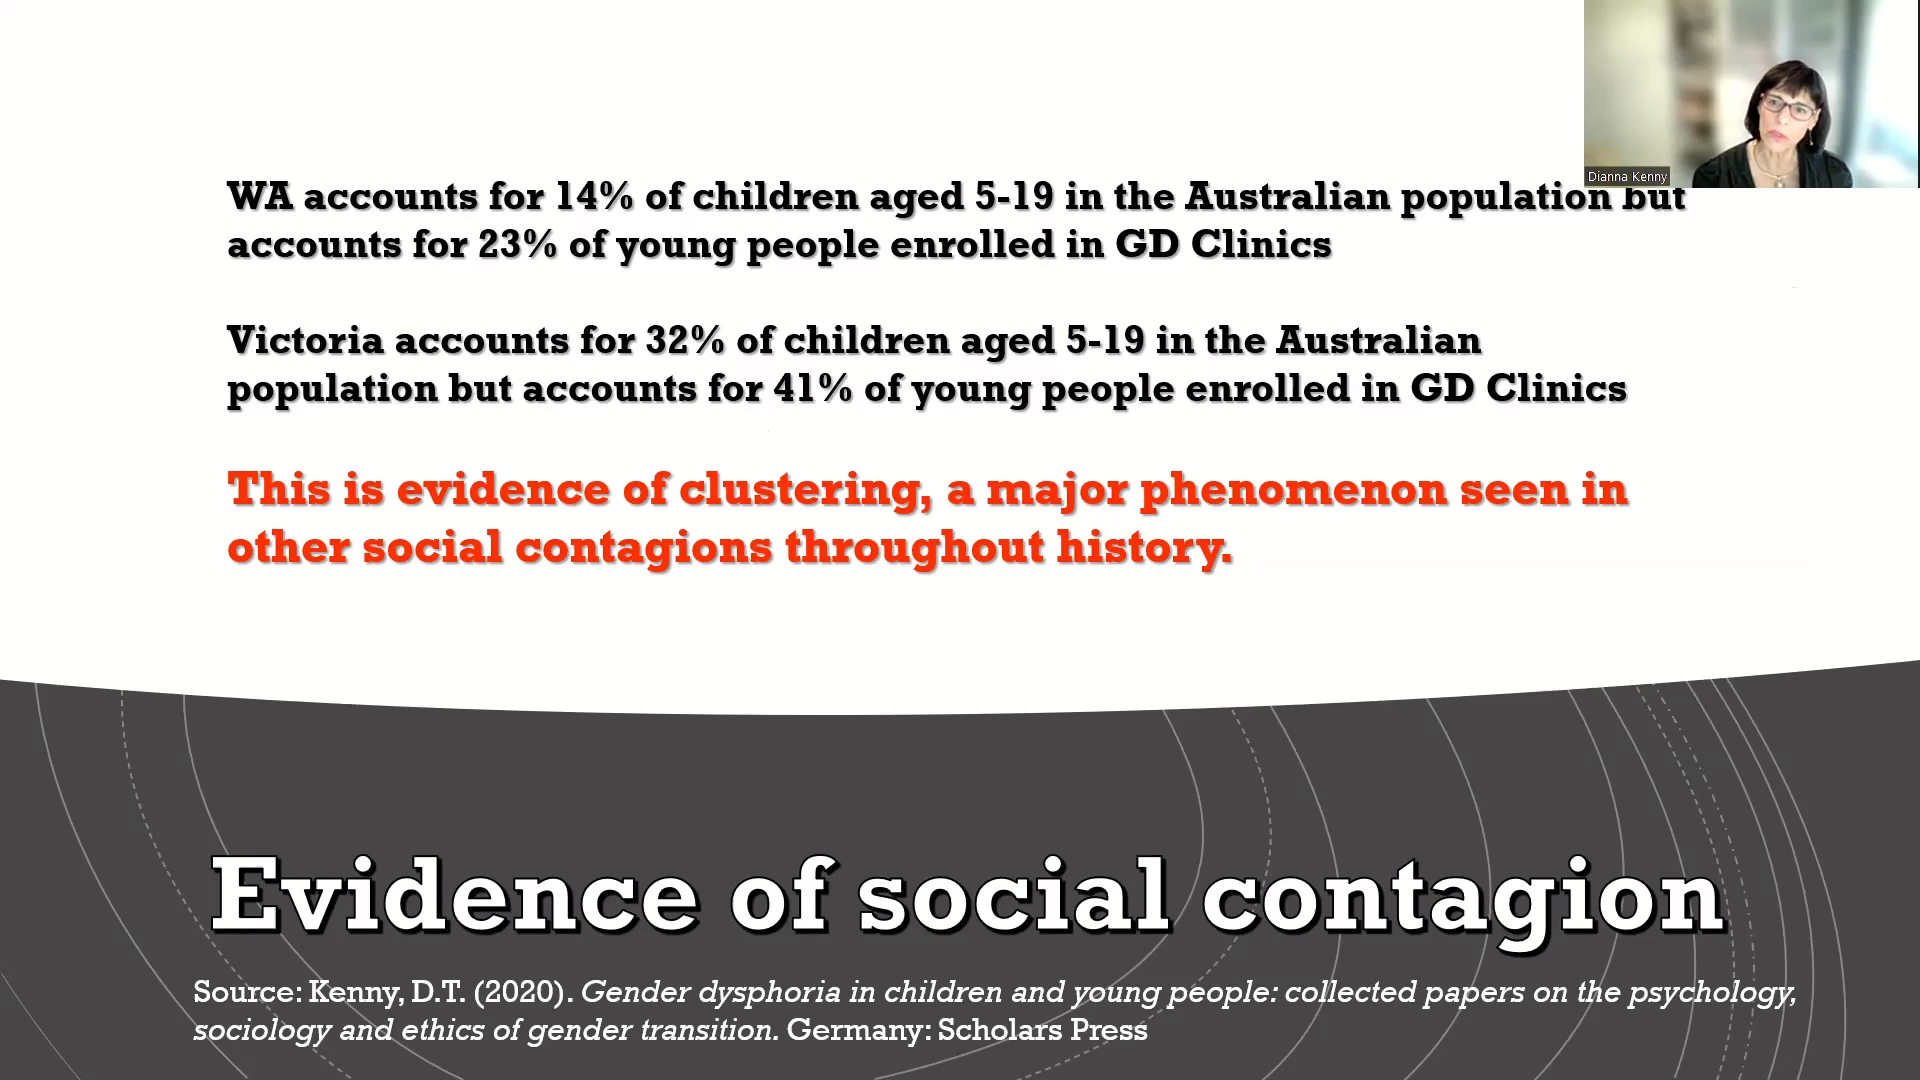 Dianna Kenny
WA accounts for 14% of children aged 5-19 in the Australian population but
accounts for 23% of young people enrolled in GD Clinics
Victoria accounts for 32% of children aged 5-19 in the Australian
population but accounts for 41% of young people enrolled in GD Clinics
This is evidence of clustering, a major phenomenon seen in
other social contagions throughout history.
Evidence of social contagion
Source: Kenny, D.T. (2020). Gender dysphoria in children and young people: collected papers on the psychology,
sociology and ethics of gender transition. Germany: Scholars Press